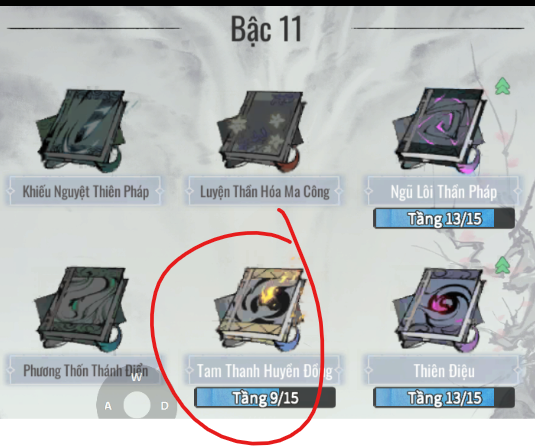 Bậc 11
Khiếu Nguyệt Thiên Pháp
Luyện Thần Hóa Ma Công
Ngũ Lôi Thần Pháp
Tầng 13/15
Phương Thốn Thánh Điển
Tam Thanh Huyền Đồng
Thiên Diệu
Tầng 9/15
Tầng 13/15
W
A
D